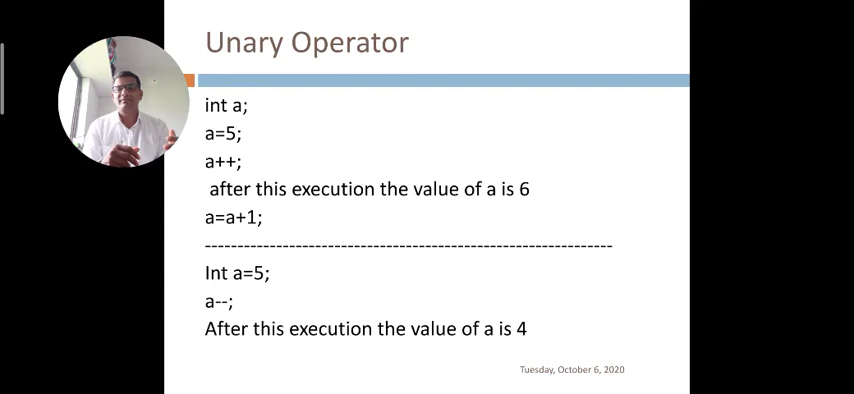 Unary Operator
int a;
a=5;
a++;
after this execution the value of a is 6
a=a+1;
---------------------------------------------------------------
Int a=5;
a--;
After this execution the value of a is 4
Tuesday, October 6, 2020